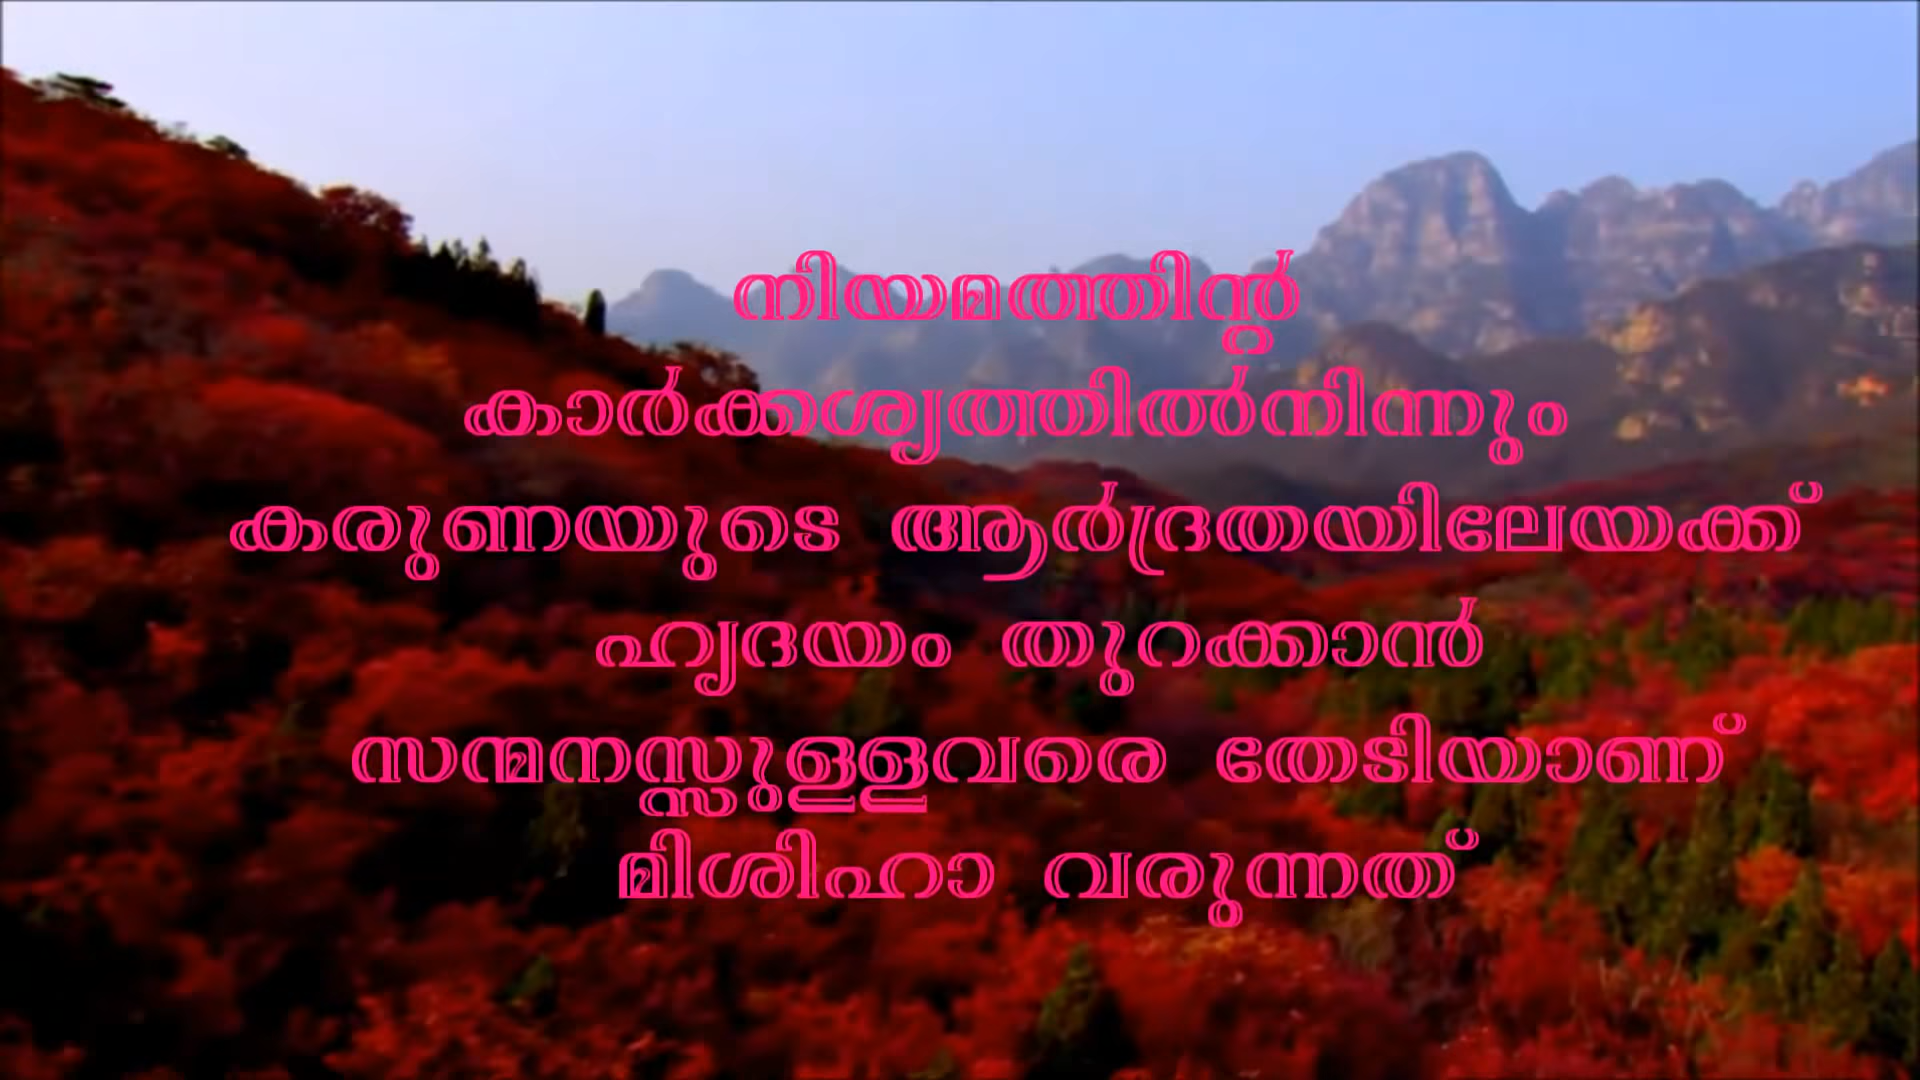 നിയമത്തിന്റ
കാർക്കശ്യത്തിൽനിന്നും
കരുണയുടെ ആർദ്രതയിലേയക്ക്
ഹൃദയം തുറക്കാൻ
സന്മനസ്സുള്ളവരെ തേടിയാണ്
മിശിഹാ വരുന്നത്